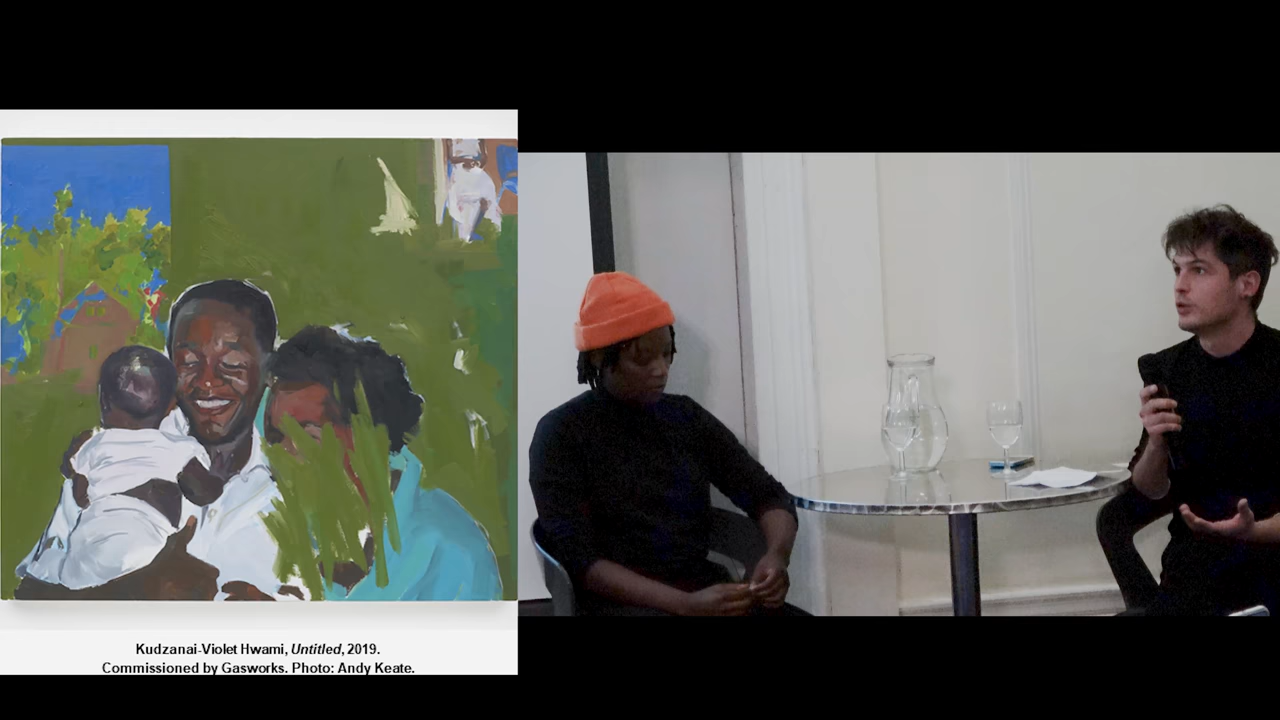 Kudzanai-Violet Hwami, Untitled, 2019.
Commissioned by Gasworks. Photo: Andy Keate.